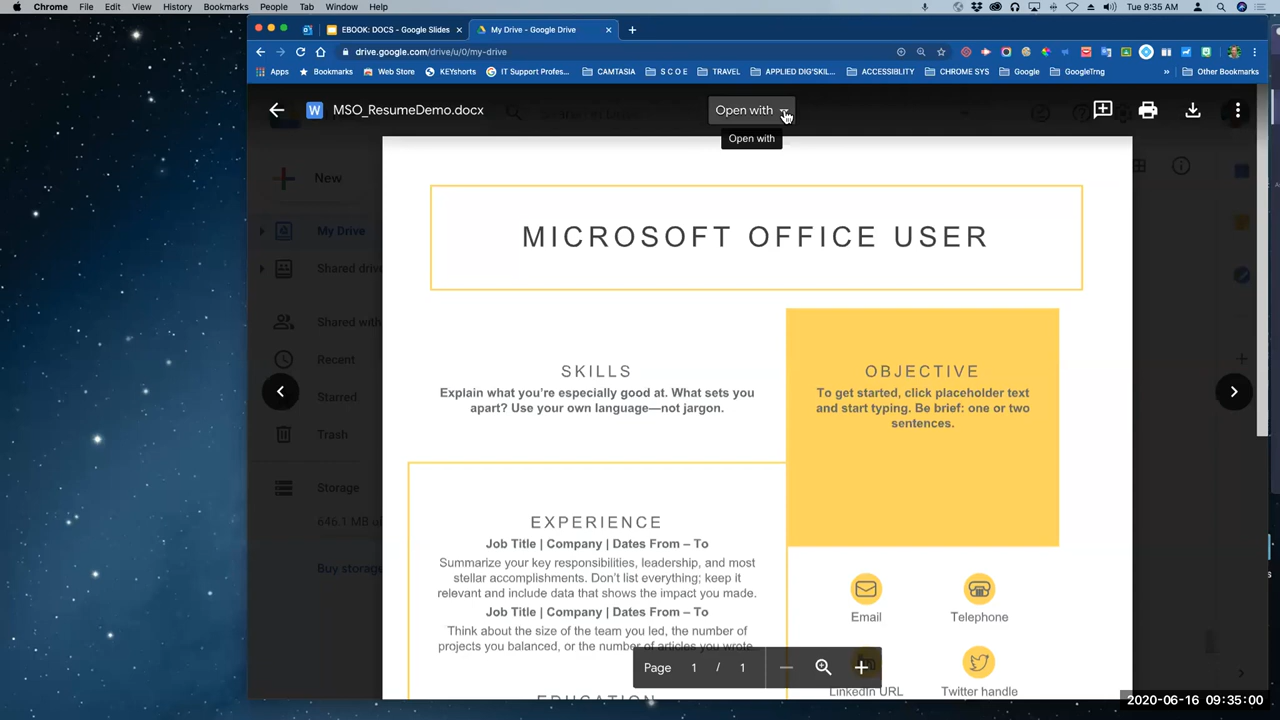 Chrome File Edit View History Bookmarks People Tab Window Help
Tue 9:35 AM
EBOOK: DOCS - Google Slides
My Drive - Google Drive
drive.google.com/drive/u/0/my-drive
Apps Bookmarks Web Store KEYshorts IT Support Profes... CAMTASIA S C O E TRAVEL APPLIED DIG'SKIL... ACCESSIBLITY CHROME SYS Google GoogleTrng » Other Bookmarks
W MSO_ResumeDemo.docx
Open with
Open with
New
My Drive
Shared drive
Shared with
Recent
Starred
Trash
Storage
646.1 MB
Buy storage
MICROSOFT OFFICE USER
SKILLS
Explain what you're especially good at. What sets you
apart? Use your own language—not jargon.
OBJECTIVE
To get started, click placeholder text
and start typing. Be brief: one or two
sentences.
EXPERIENCE
Job Title | Company | Dates From – To
Summarize your key responsibilities, leadership, and most
stellar accomplishments. Don't list everything; keep it
relevant and include data that shows the impact you made.
Job Title | Company | Dates From – To
Think about the size of the team you led, the number of
projects you balanced, or the number of articles you wrote.
EDUCATION
Email
Telephone
LinkedIn URL
Twitter handle
Page 1 / 1
2020-06-16 09:35:00